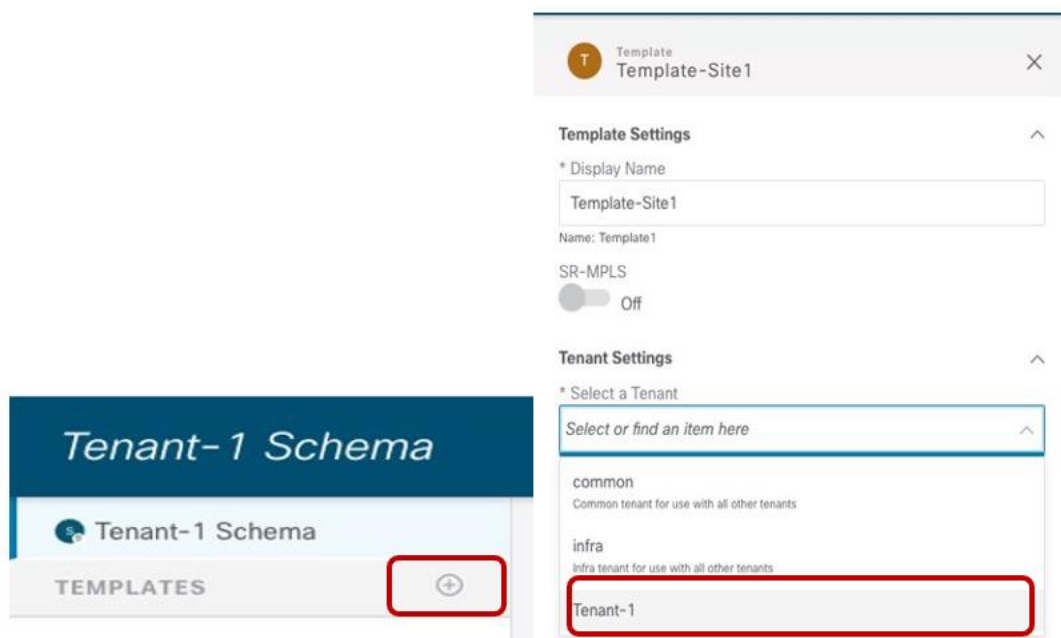 Tenant-1 Schema
S Tenant-1 Schema
TEMPLATES
T
Template
Template-Site1
Template Settings
* Display Name
Template-Site1
Name: Template1
SR-MPLS
Off
Tenant Settings
* Select a Tenant
Select or find an item here
common
Common tenant for use with all other tenants
infra
Infra tenant for use with all other tenants
Tenant-1